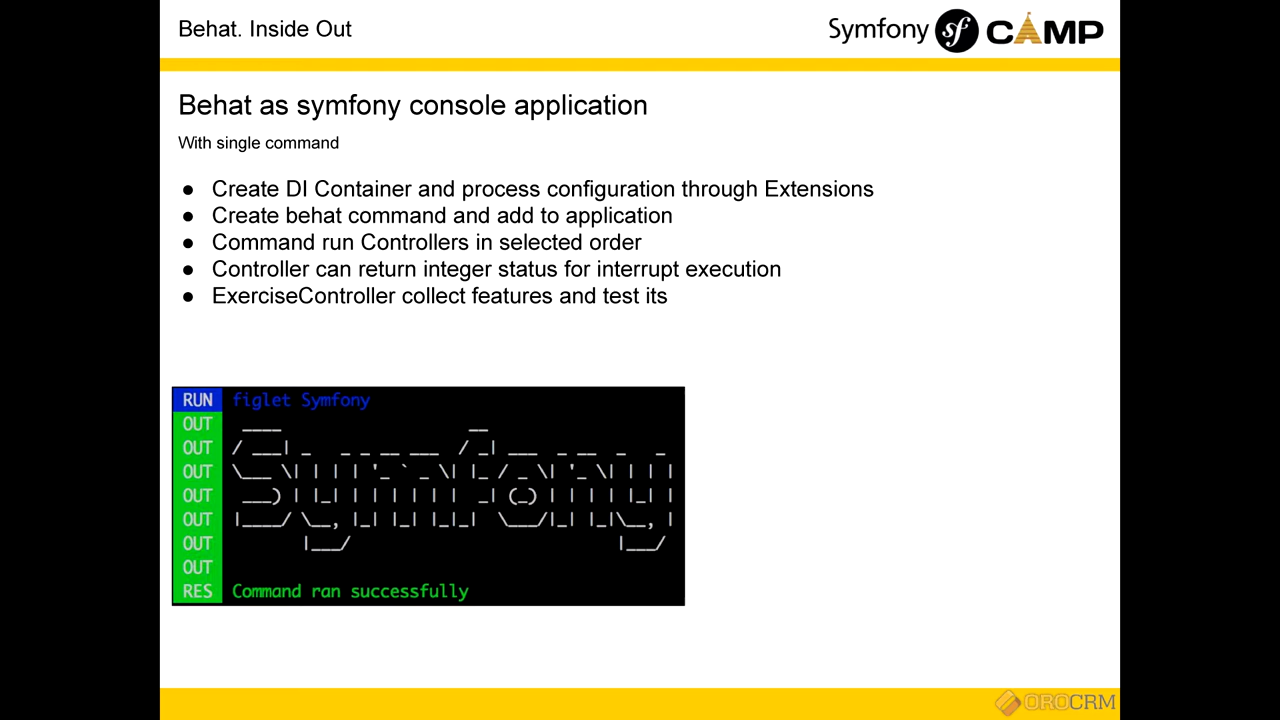 Behat. Inside Out
Symfony sf CAMP
Behat as symfony console application
With single command
● Create DI Container and process configuration through Extensions
● Create behat command and add to application
● Command run Controllers in selected order
● Controller can return integer status for interrupt execution
● ExerciseController collect features and test its
RUN figlet Symfony
OUT
OUT
OUT
OUT
OUT
OUT
OUT
RES Command ran successfully
Symfony
OROCRM